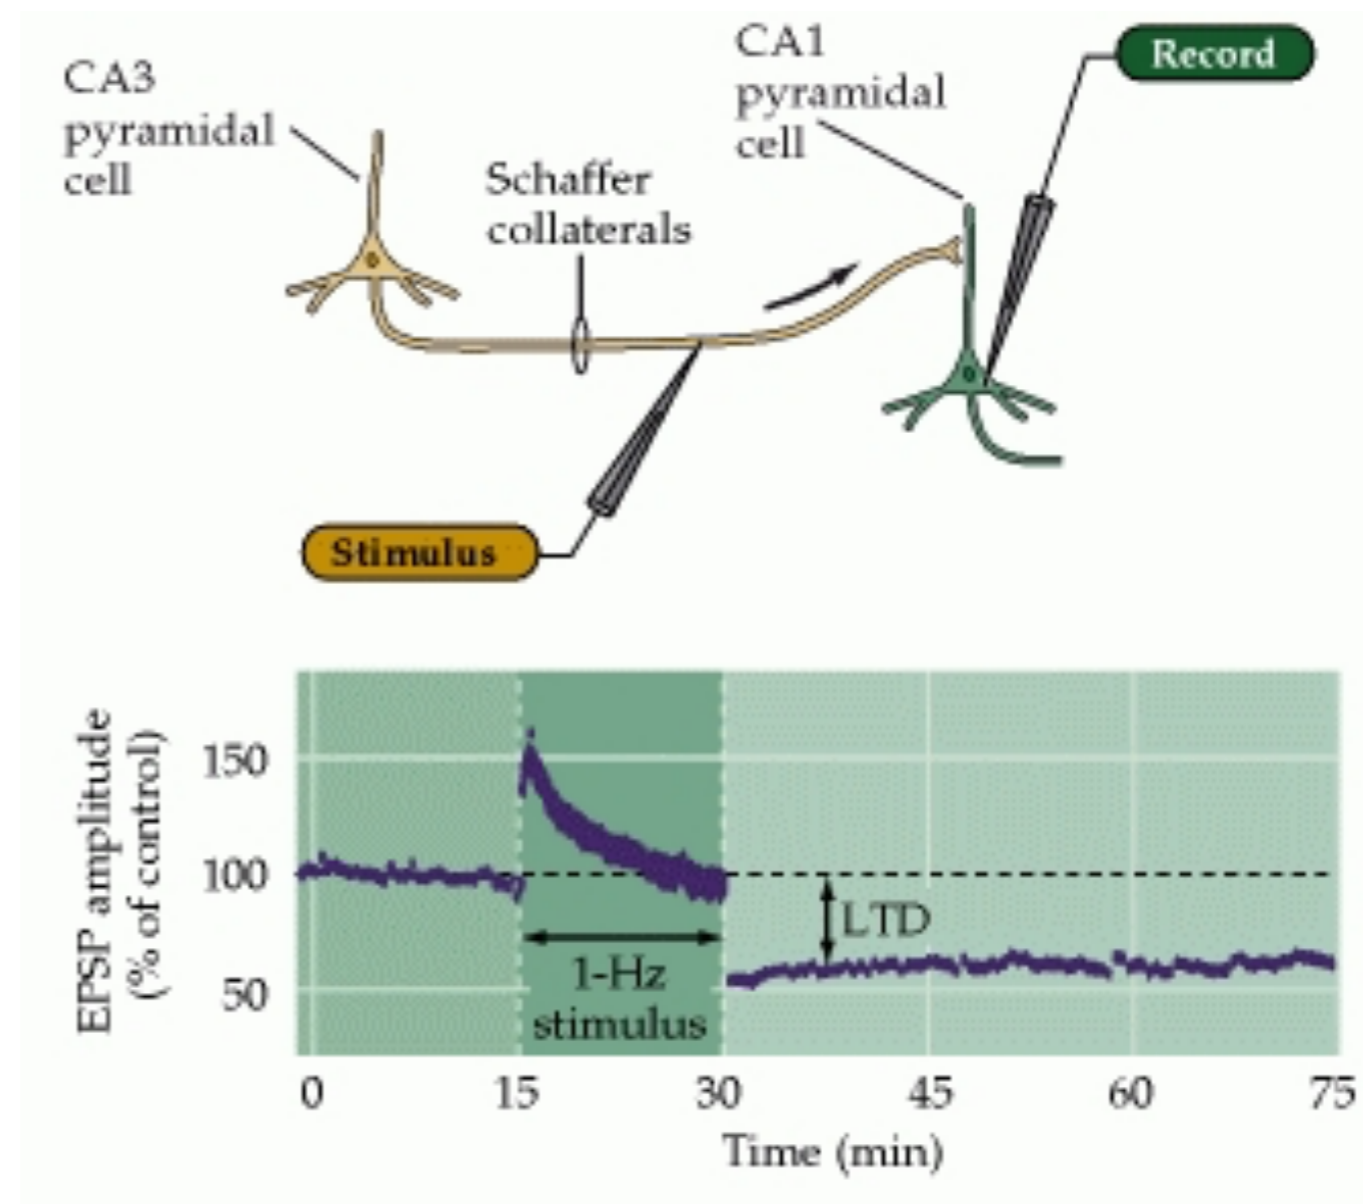 CA3
pyramidal
cell
Schaffer
collaterals
CA1
pyramidal
cell
Record
Stimulus
EPSP amplitude
(% of control)
150
100
50
LTD
1-Hz
stimulus
0 15 30 45 60 75
Time (min)